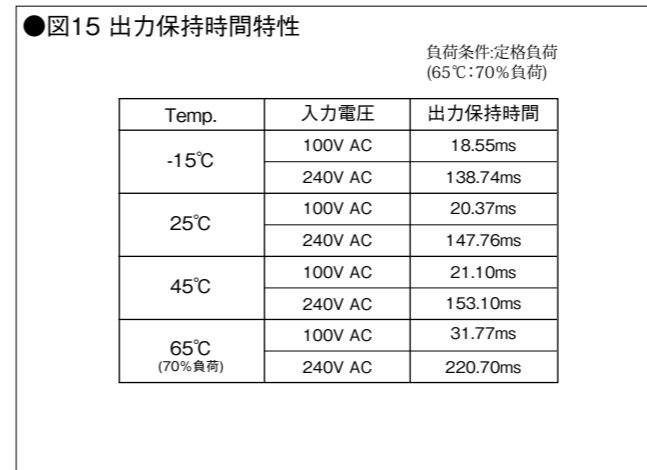 ●図15 出力保持時間特性
負荷条件:定格負荷
(65℃:70%負荷)
Temp. 入力電圧 出力保持時間
-15℃ 100V AC 18.55ms
240V AC 138.74ms
25℃ 100V AC 20.37ms
240V AC 147.76ms
45℃ 100V AC 21.10ms
240V AC 153.10ms
65℃ 100V AC 31.77ms
(70%負荷) 240V AC 220.70ms